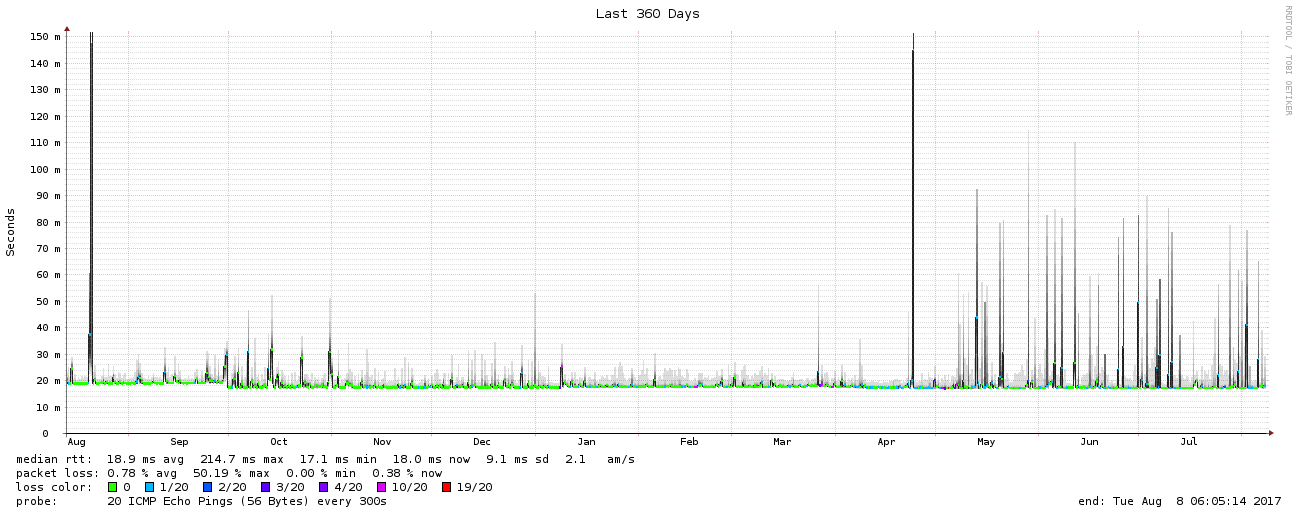 Last 360 Days
RRDTOOL / TOBI OETIKER
Seconds
150 m
140 m
130 m
120 m
110 m
100 m
90 m
80 m
70 m
60 m
50 m
40 m
30 m
20 m
10 m
0
Aug Sep Oct Nov Dec Jan Feb Mar Apr May Jun Jul
median rtt: 18.9 ms avg 214.7 ms max 17.1 ms min 18.0 ms now 9.1 ms sd 2.1 am/s
packet loss: 0.78 % avg 50.19 % max 0.00 % min 0.38 % now
loss color: 0 1/20 2/20 3/20 4/20 10/20 19/20
probe: 20 ICMP Echo Pings (56 Bytes) every 300s end: Tue Aug 8 06:05:14 2017